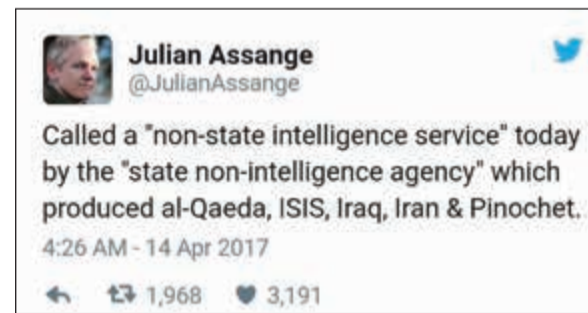 Julian Assange
@JulianAssange
Called a "non-state intelligence service" today
by the "state non-intelligence agency" which
produced al-Qaeda, ISIS, Iraq, Iran & Pinochet.
4:26 AM - 14 Apr 2017
1,968 3,191